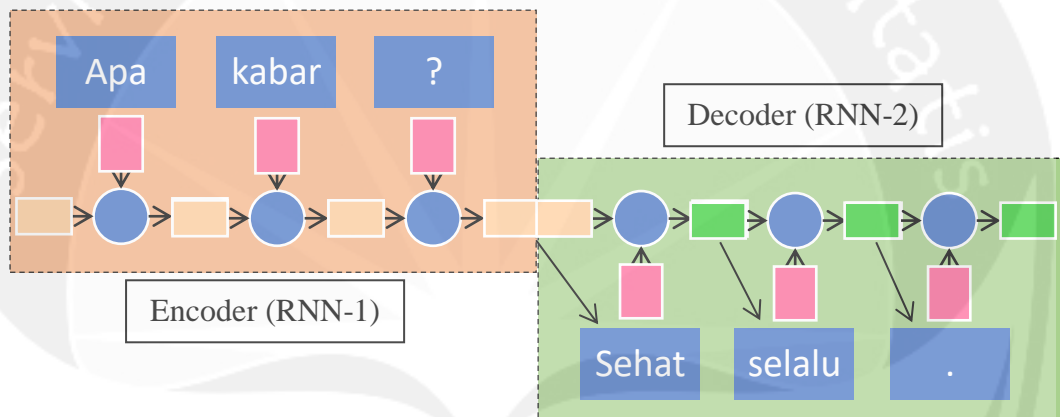 Apa
kabar
?
Decoder (RNN-2)
Encoder (RNN-1)
Sehat
selalu
.